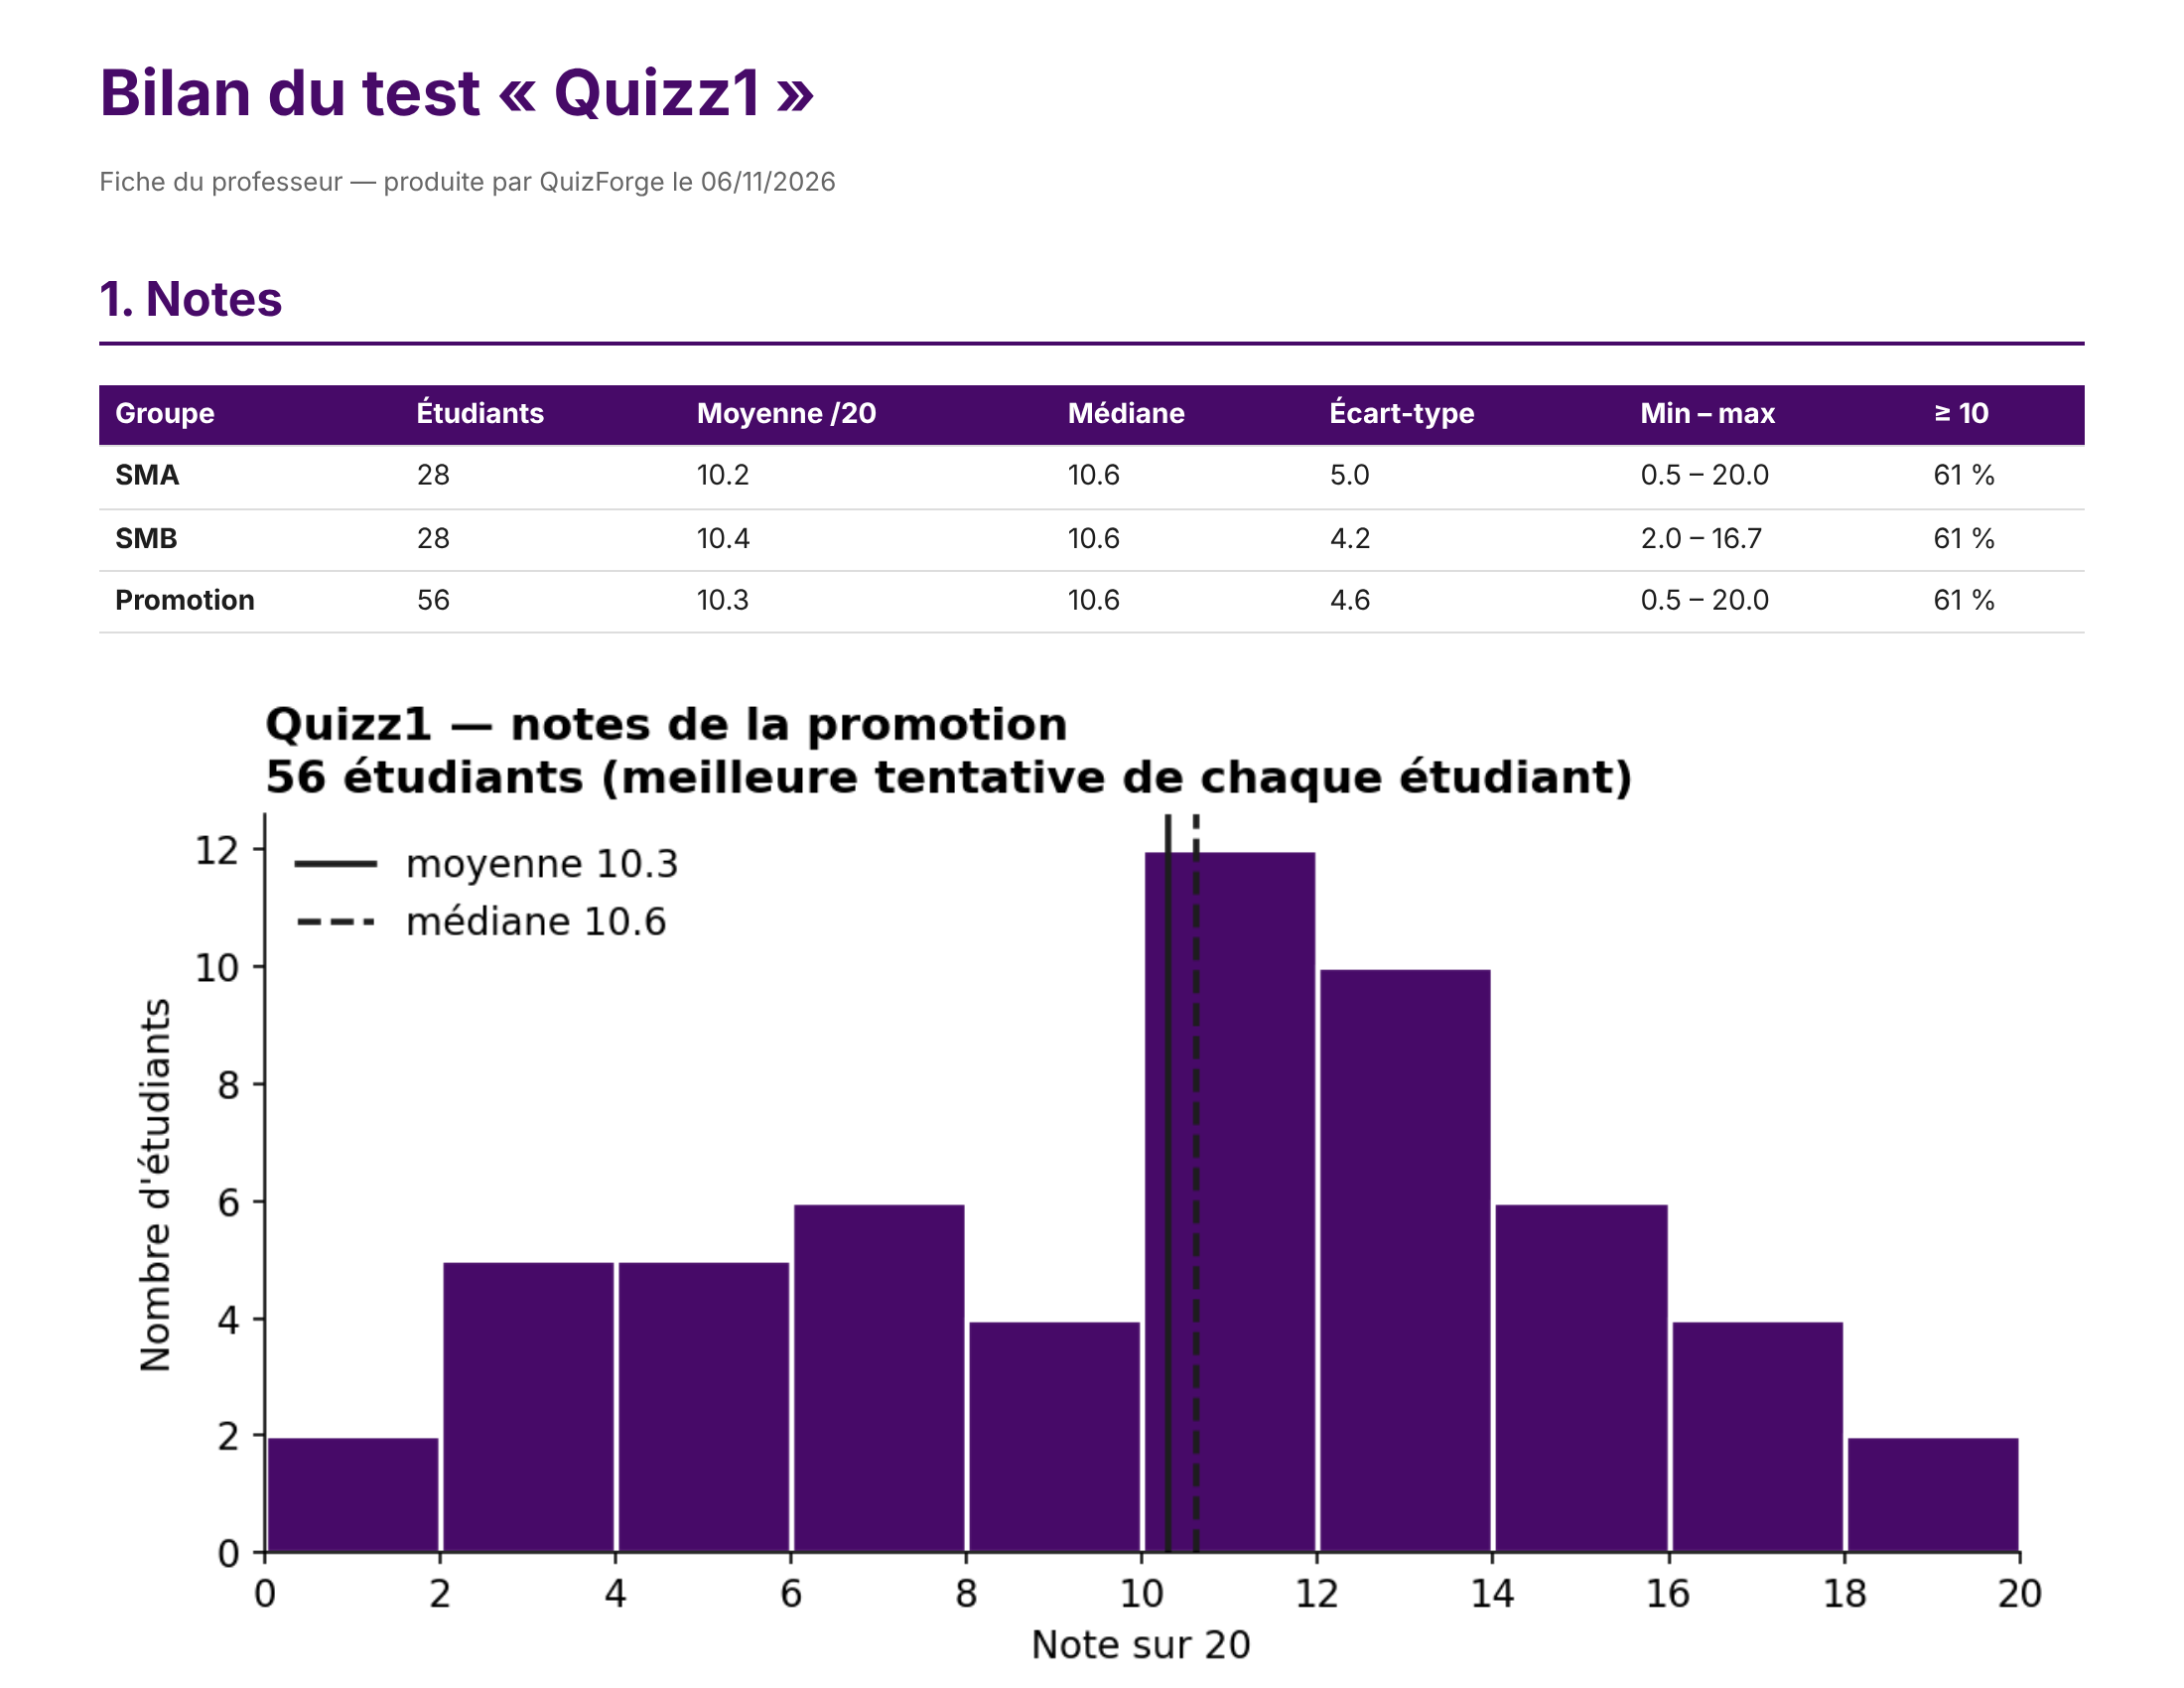 Bilan du test « Quizz1 »
Fiche du professeur — produite par QuizForge le 06/11/2026
1. Notes
Groupe Étudiants Moyenne /20 Médiane Écart-type Min – max ≥ 10
SMA 28 10.2 10.6 5.0 0.5 – 20.0 61 %
SMB 28 10.4 10.6 4.2 2.0 – 16.7 61 %
Promotion 56 10.3 10.6 4.6 0.5 – 20.0 61 %
Quizz1 — notes de la promotion
56 étudiants (meilleure tentative de chaque étudiant)
moyenne 10.3
médiane 10.6
Nombre d'étudiants
12
10
8
6
4
2
0
0 2 4 6 8 10 12 14 16 18 20
Note sur 20